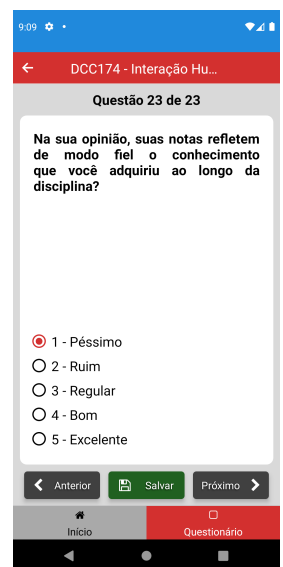 9:09
DCC174 - Interação Hu...
Questão 23 de 23
Na sua opinião, suas notas refletem
de modo fiel o conhecimento
que você adquiriu ao longo da
disciplina?
1 - Péssimo
2 - Ruim
3 - Regular
4 - Bom
5 - Excelente
Anterior Salvar Próximo
Início Questionário